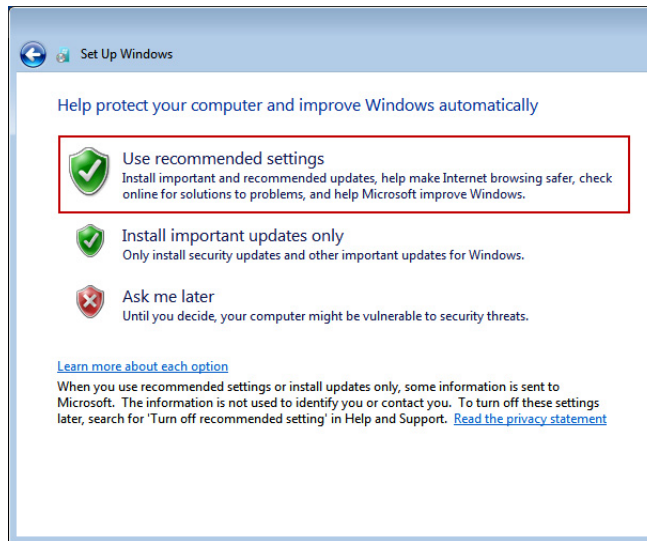 Set Up Windows
Help protect your computer and improve Windows automatically
Use recommended settings
Install important and recommended updates, help make Internet browsing safer, check
online for solutions to problems, and help Microsoft improve Windows.
Install important updates only
Only install security updates and other important updates for Windows.
Ask me later
Until you decide, your computer might be vulnerable to security threats.
Learn more about each option
When you use recommended settings or install updates only, some information is sent to
Microsoft.  The information is not used to identify you or contact you.  To turn off these settings
later, search for 'Turn off recommended setting' in Help and Support.  Read the privacy statement